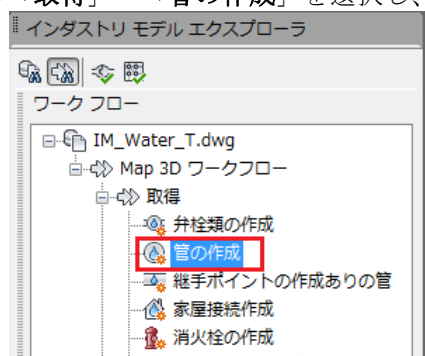 「取得」 「管の作成」を選択し、
インダストリ モデル エクスプローラ
ワーク フロー
IM_Water_T.dwg
Map 3D ワークフロー
取得
弁栓類の作成
管の作成
継手ポイントの作成ありの管
家屋接続作成
消火栓の作成